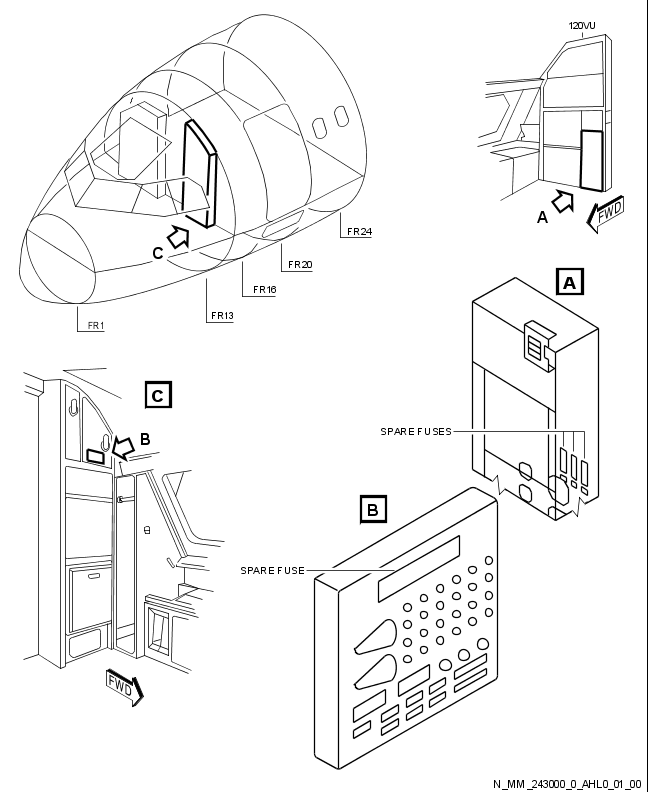 120VU
A
FWD
C
FR24
FR20
FR16
FR13
FR1
A
C
B
SPARE FUSES
B
SPARE FUSE
FWD
N_MM_243000_0_AHL0_01_00